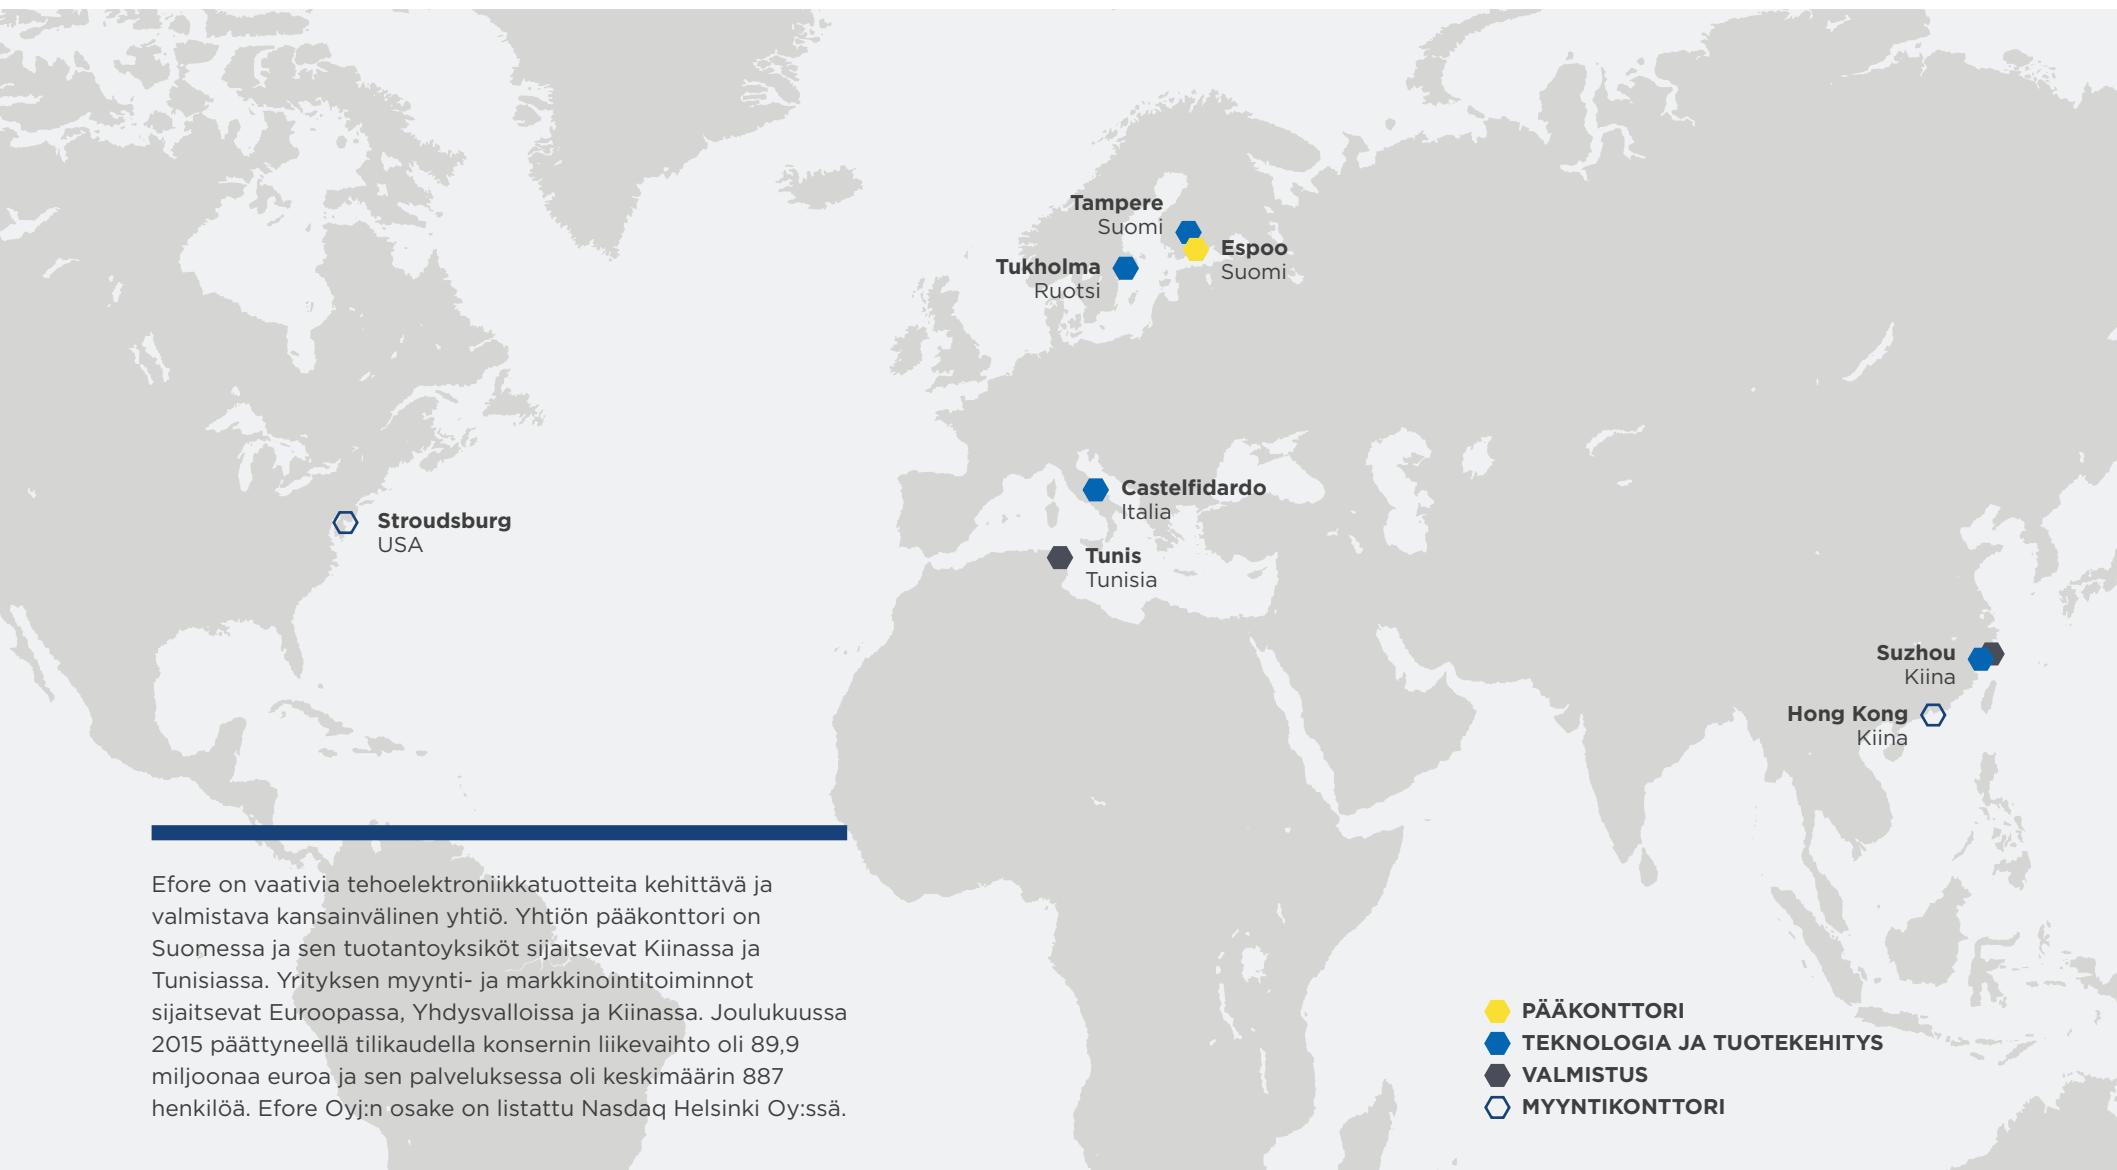 Tampere
Suomi
Espoo
Suomi
Tukholma
Ruotsi
Castelfidardo
Italia
Stroudsburg
USA
Tunis
Tunisia
Suzhou
Kiina
Hong Kong
Kiina
Efore on vaativia tehoelektroniikkatuotteita kehittävä ja
valmistava kansainvälinen yhtiö. Yhtiön pääkonttori on
Suomessa ja sen tuotantoyksiköt sijaitsevat Kiinassa ja
Tunisiassa. Yrityksen myynti- ja markkinointitoiminnot
sijaitsevat Euroopassa, Yhdysvalloissa ja Kiinassa. Joulukuussa
2015 päättyneellä tilikaudella konsernin liikevaihto oli 89,9
miljoonaa euroa ja sen palveluksessa oli keskimäärin 887
henkilöä. Efore Oyj:n osake on listattu Nasdaq Helsinki Oy:ssä.
PÄÄKONTTORI
TEKNOLOGIA JA TUOTEKEHITYS
VALMISTUS
MYYNTIKONTTORI